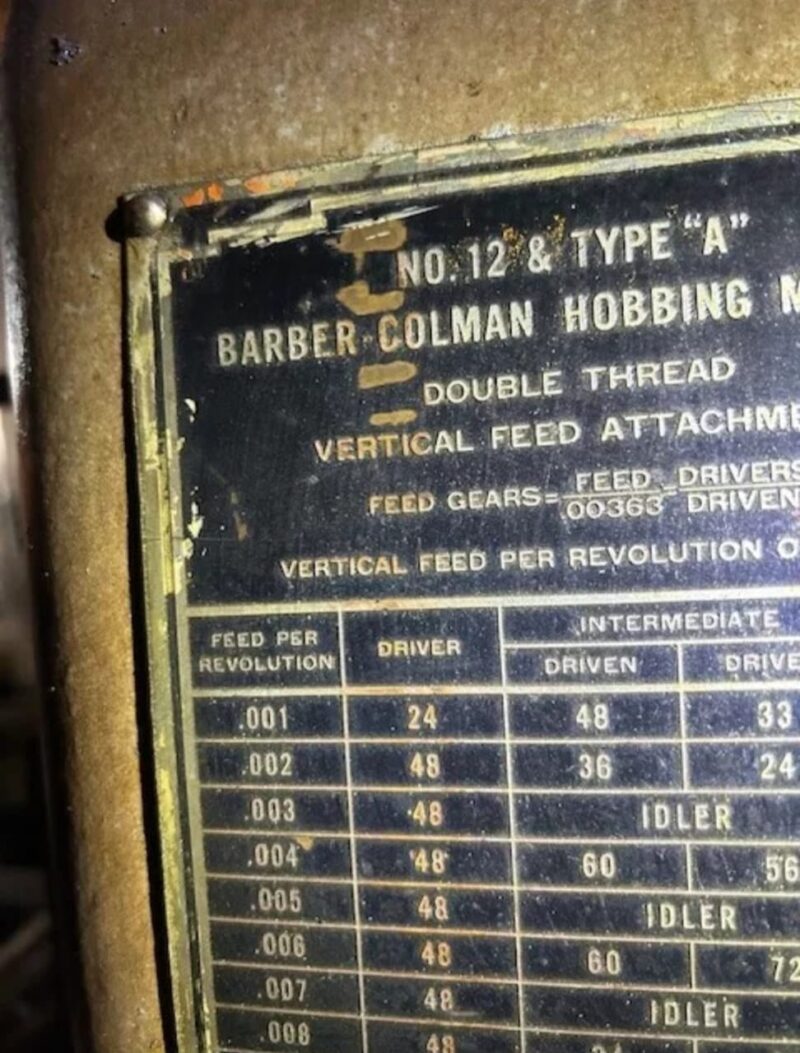 NO. 12 & TYPE "A"
BARBER-COLMAN HOBBING
DOUBLE THREAD
VERTICAL FEED ATTACHME
FEED GEARS = FEED = DRIVERS
.00363 DRIVEN
VERTICAL FEED PER REVOLUTION O
FEED PER REVOLUTION DRIVER INTERMEDIATE
DRIVEN DRIVE
.001 24 48 33
.002 48 36 24
.003 48 IDLER
.004 48 60 56
.005 48 IDLER
.006 48 60 72
.007 48 IDLER
.008 48